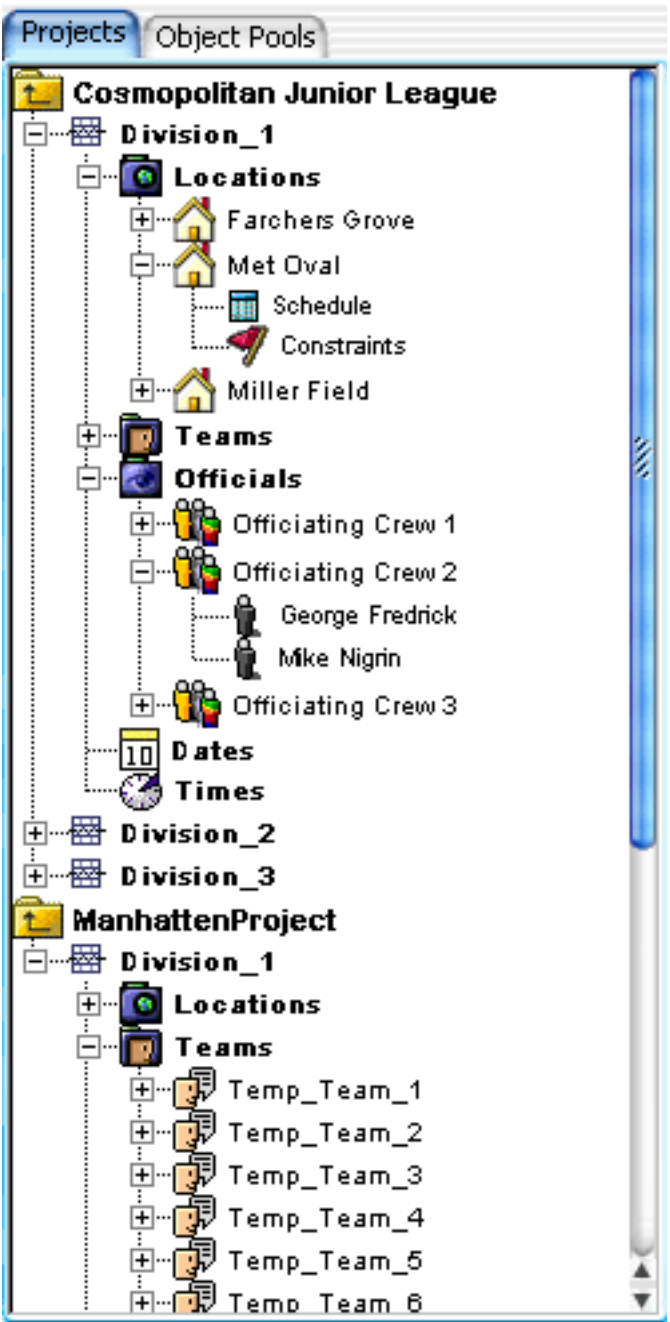 Projects Object Pools
Cosmopolitan Junior League
Division_1
Locations
Farchers Grove
Met Oval
Schedule
Constraints
Miller Field
Teams
Officials
Officiating Crew 1
Officiating Crew 2
George Fredrick
Mike Nigrin
Officiating Crew 3
10 Dates
Times
Division_2
Division_3
ManhattenProject
Division_1
Locations
Teams
Temp_Team_1
Temp_Team_2
Temp_Team_3
Temp_Team_4
Temp_Team_5
Temp_Team_6